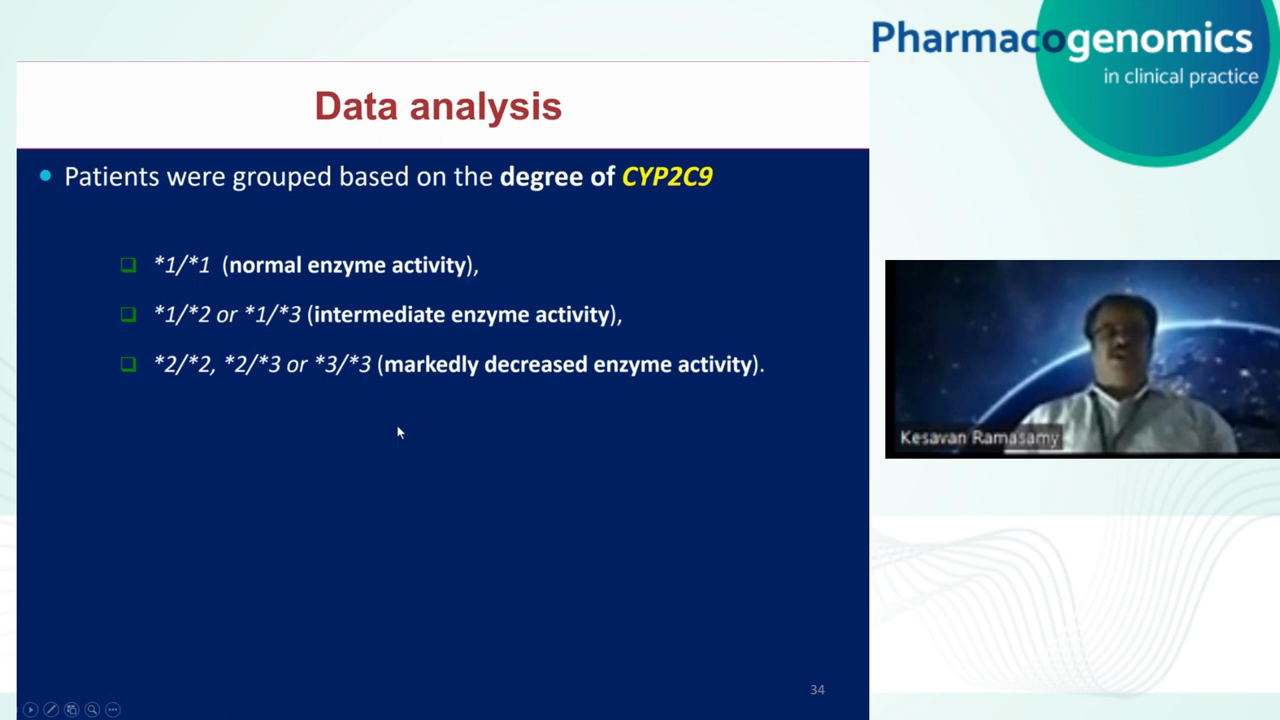 Pharmacogenomics
in clinical practice
Data analysis
Patients were grouped based on the degree of CYP2C9
*1/*1 (normal enzyme activity),
*1/*2 or *1/*3 (intermediate enzyme activity),
*2/*2, *2/*3 or *3/*3 (markedly decreased enzyme activity).
Kesavan Ramasamy
34